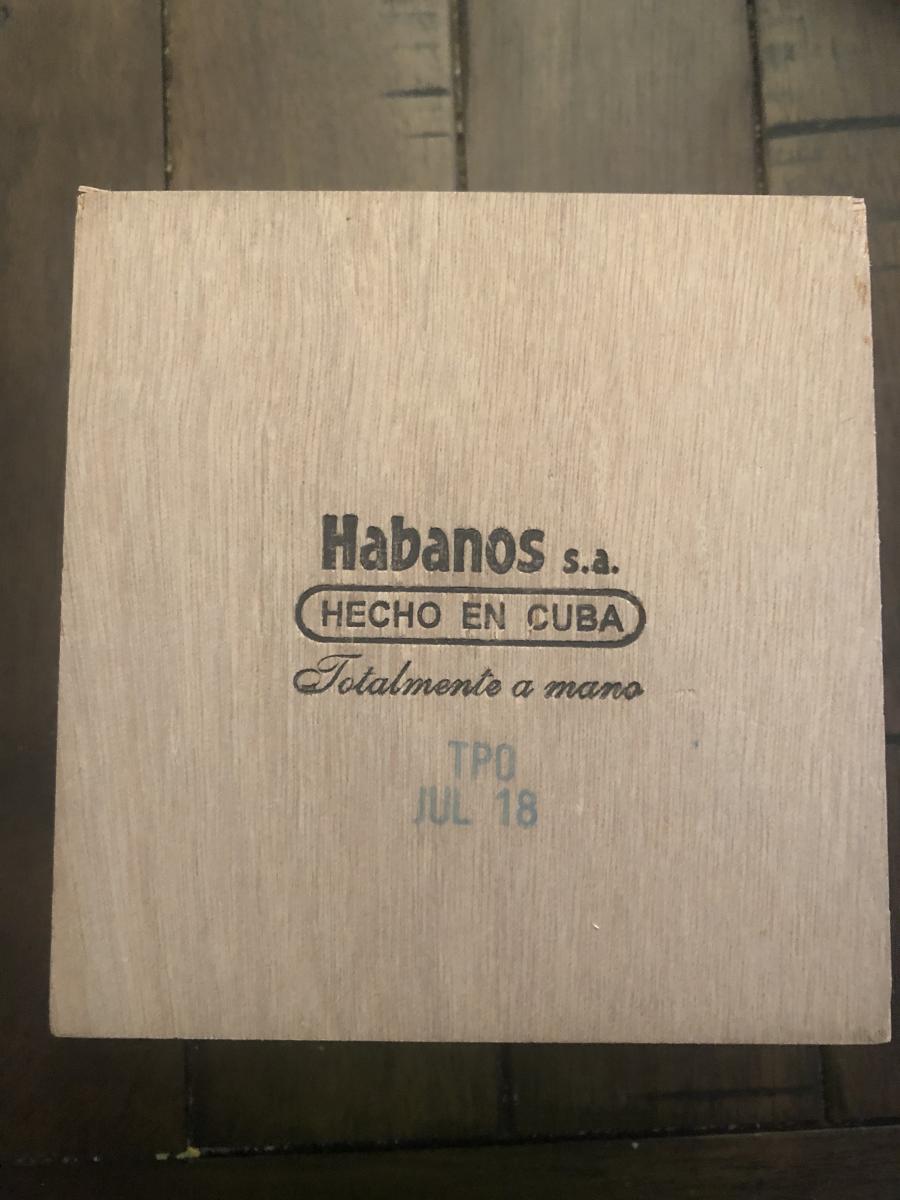 Habanos s.a.
HECHO EN CUBA
Totalmente a mano
TPO
JUL 18